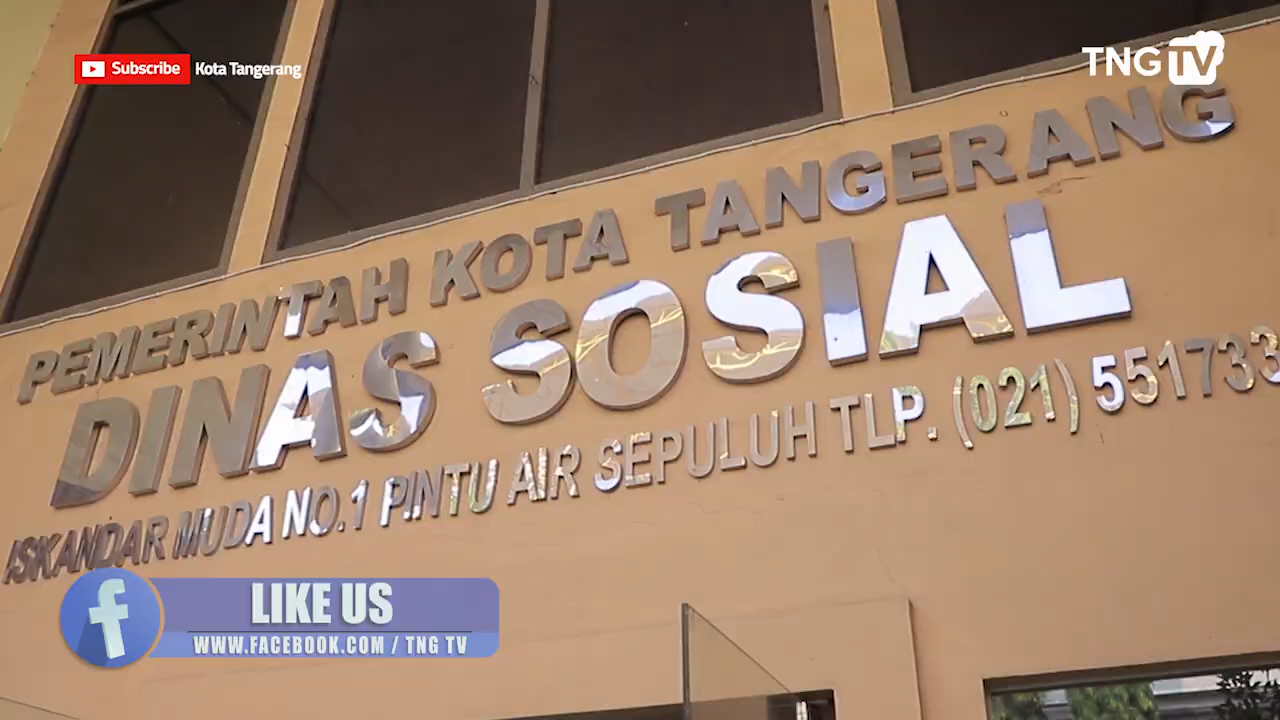 Subscribe Kota Tangerang
TNG TV
PEMERINTAH KOTA TANGERANG
DINAS SOSIAL
ISKANDAR MUDA NO.1 PINTU AIR SEPULUH TLP. (021) 551733
LIKE US
WWW.FACEBOOK.COM / TNG TV